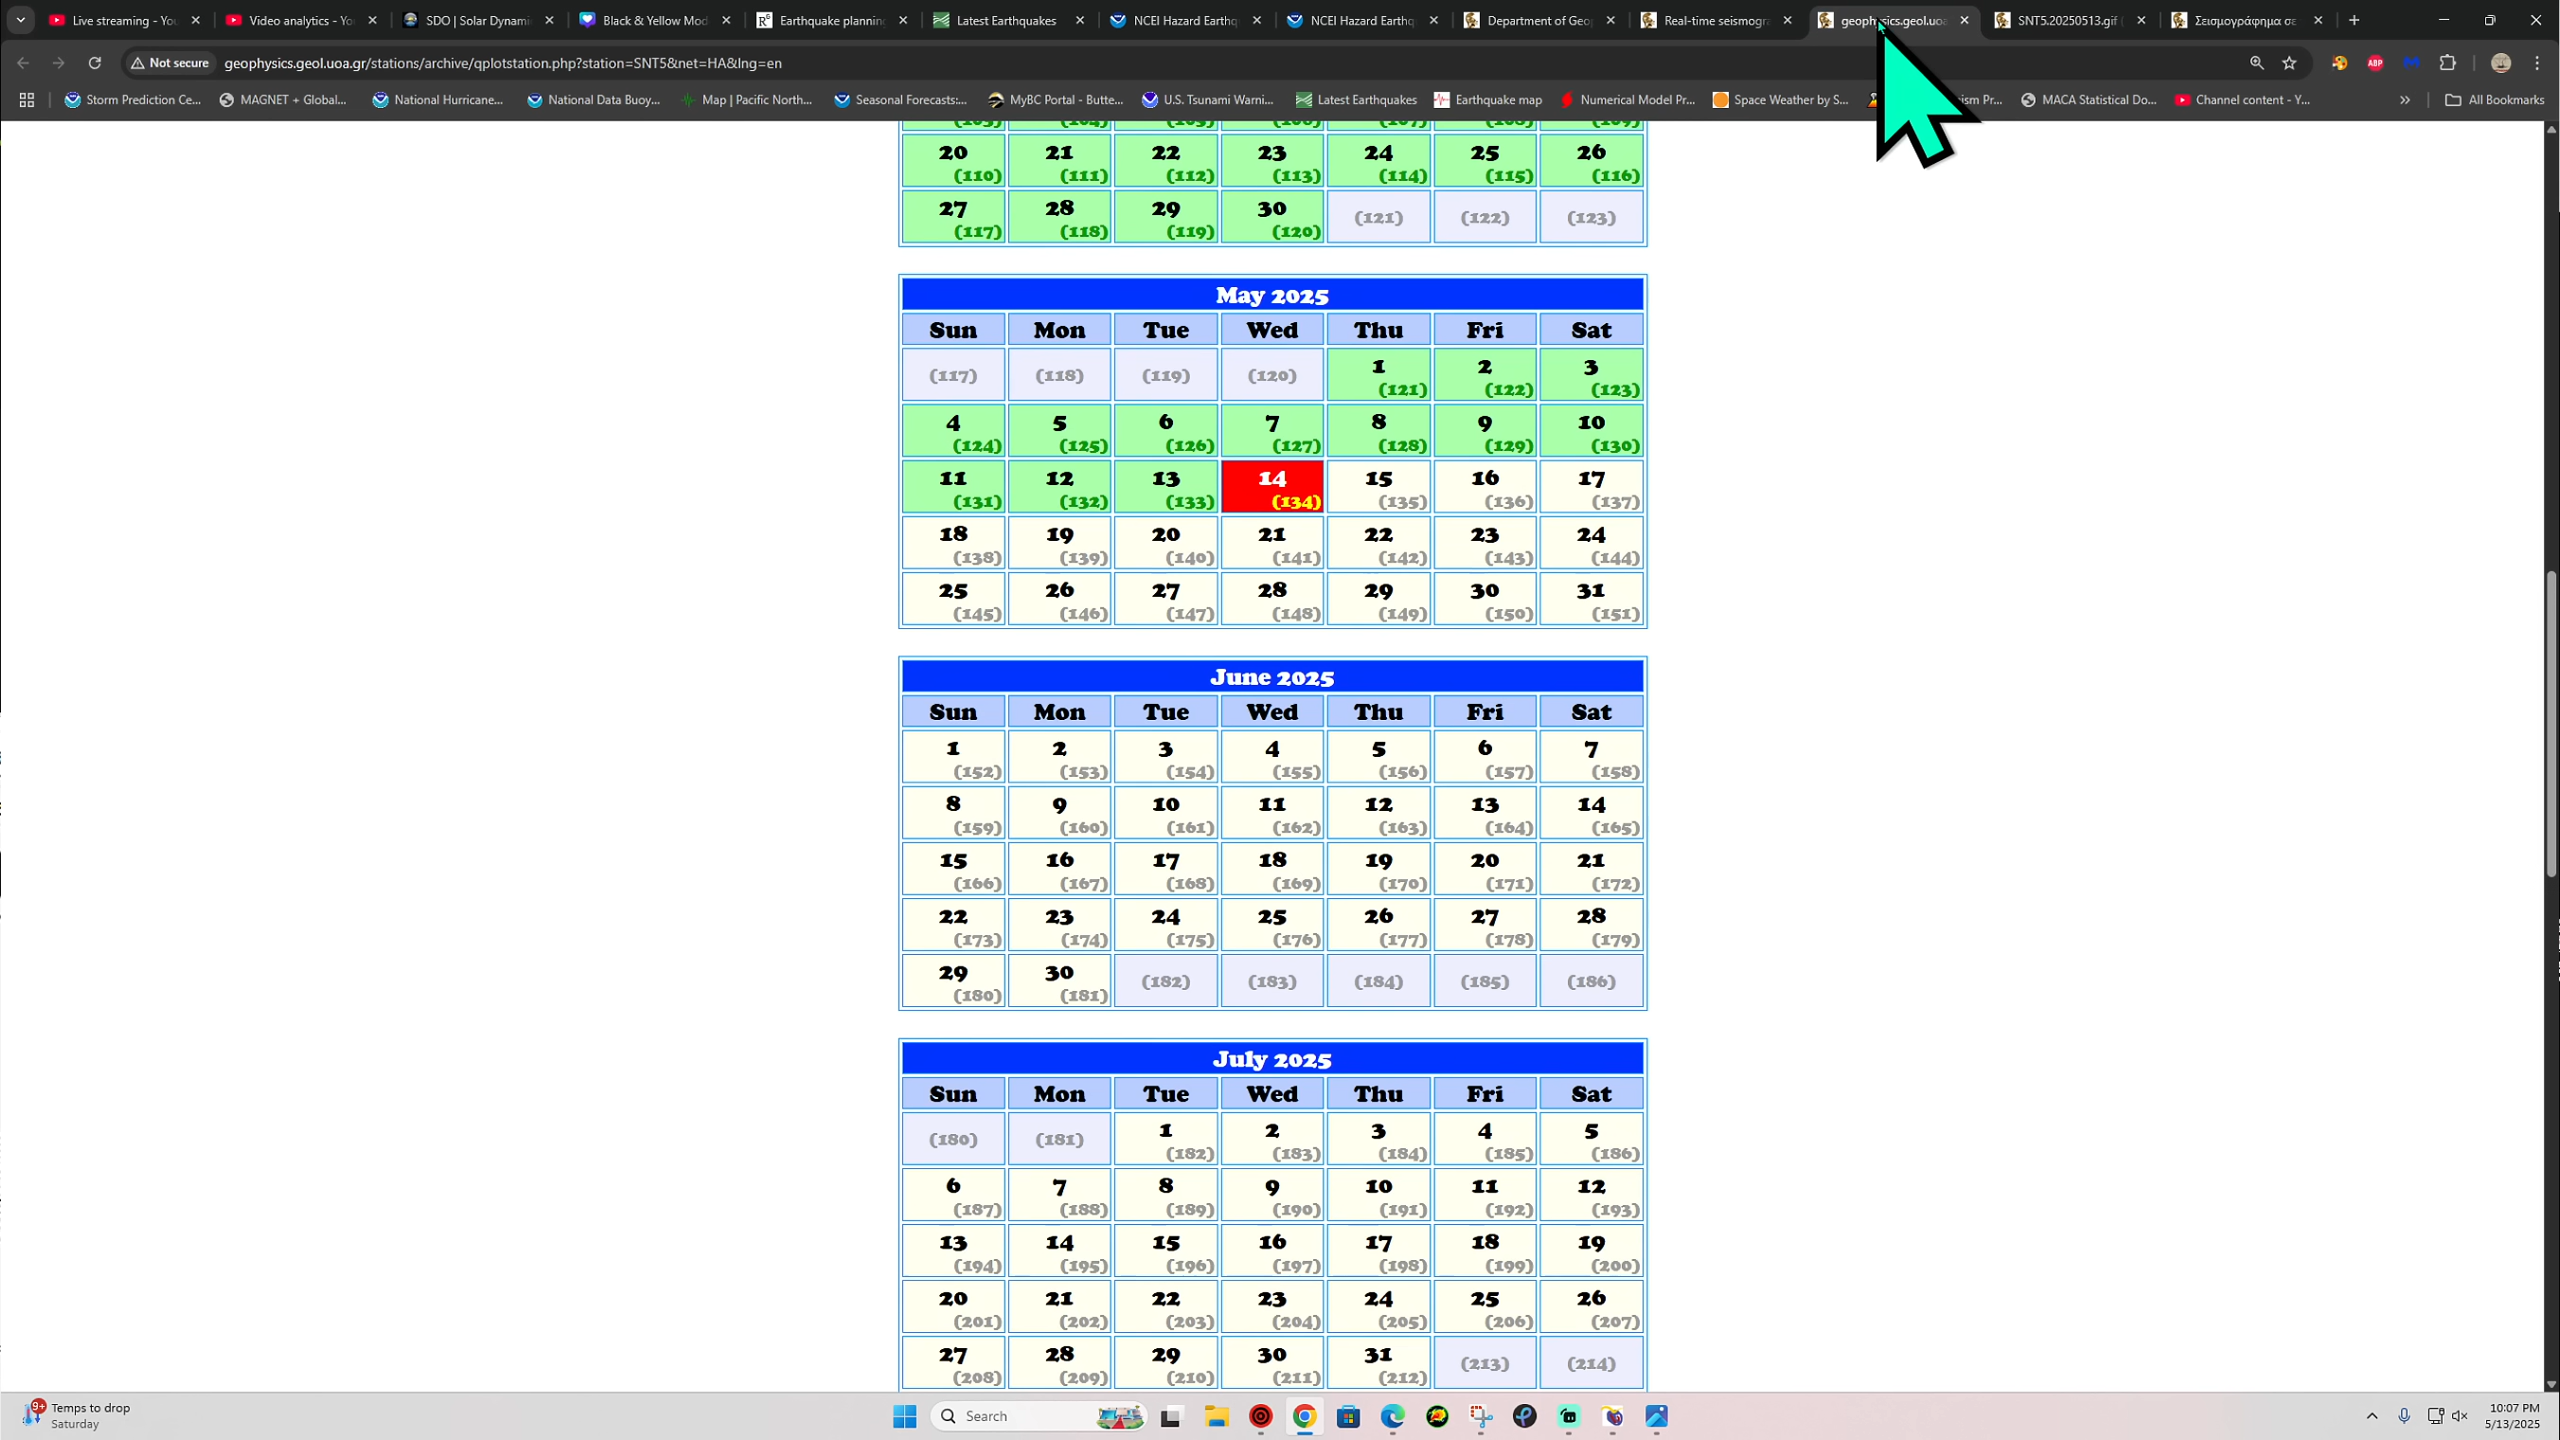 Live streaming - You
Video analytics - Yo
SDO | Solar Dynami
Black & Yellow Mod
Earthquake planning
Latest Earthquakes
NCEI Hazard Earthq
NCEI Hazard Earthq
Department of Geop
Real-time seismogra
geophysics.geol.uoa
SNT5.20250513.gif (
Σεισμογράφημα σε
Not secure
geophysics.geol.uoa.gr/stations/archive/qplotstation.php?station=SNT5&net=HA&lng=en
ABP
Storm Prediction Ce...
MAGNET + Global...
National Hurricane...
National Data Buoy...
Map | Pacific North...
Seasonal Forecasts:...
MyBC Portal - Butte...
U.S. Tsunami Warni...
Latest Earthquakes
Earthquake map
Numerical Model Pr...
Space Weather by S...
MACA Statistical Do...
Channel content - Y...
All Bookmarks
(103) (104) (105) (106) (107) (108) (109)
20 21 22 23 24 25 26
(110) (111) (112) (113) (114) (115) (116)
27 28 29 30
(117) (118) (119) (120) (121) (122) (123)
May 2025
Sun Mon Tue Wed Thu Fri Sat
1 2 3
(117) (118) (119) (120) (121) (122) (123)
4 5 6 7 8 9 10
(124) (125) (126) (127) (128) (129) (130)
11 12 13 14 15 16 17
(131) (132) (133) (134) (135) (136) (137)
18 19 20 21 22 23 24
(138) (139) (140) (141) (142) (143) (144)
25 26 27 28 29 30 31
(145) (146) (147) (148) (149) (150) (151)
June 2025
Sun Mon Tue Wed Thu Fri Sat
1 2 3 4 5 6 7
(152) (153) (154) (155) (156) (157) (158)
8 9 10 11 12 13 14
(159) (160) (161) (162) (163) (164) (165)
15 16 17 18 19 20 21
(166) (167) (168) (169) (170) (171) (172)
22 23 24 25 26 27 28
(173) (174) (175) (176) (177) (178) (179)
29 30
(180) (181) (182) (183) (184) (185) (186)
July 2025
Sun Mon Tue Wed Thu Fri Sat
1 2 3 4 5
(180) (181) (182) (183) (184) (185) (186)
6 7 8 9 10 11 12
(187) (188) (189) (190) (191) (192) (193)
13 14 15 16 17 18 19
(194) (195) (196) (197) (198) (199) (200)
20 21 22 23 24 25 26
(201) (202) (203) (204) (205) (206) (207)
27 28 29 30 31
(208) (209) (210) (211) (212) (213) (214)
9+
Temps to drop
Saturday
Search
10:07 PM
5/13/2025